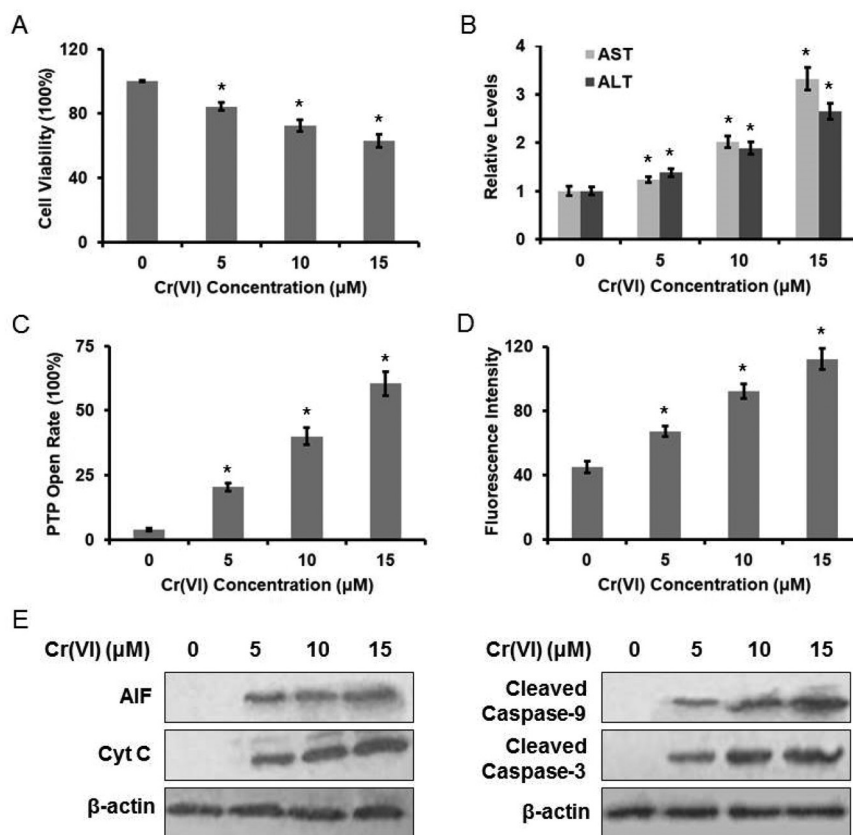 A
120
80
40
0
Cell Viability (100%)
* * *
0 5 10 15
Cr(VI) Concentration (µM)
B
AST
ALT
4
3
2
1
0
Relative Levels
* * * * * *
0 5 10 15
Cr(VI) Concentration (µM)
C
75
50
25
0
PTP Open Rate (100%)
* * *
0 5 10 15
Cr(VI) Concentration (µM)
D
120
80
40
0
Fluorescence Intensity
* * *
0 5 10 15
Cr(VI) Concentration (µM)
E
Cr(VI) (µM) 0 5 10 15
AIF
Cyt C
β-actin
Cr(VI) (µM) 0 5 10 15
Cleaved
Caspase-9
Cleaved
Caspase-3
β-actin